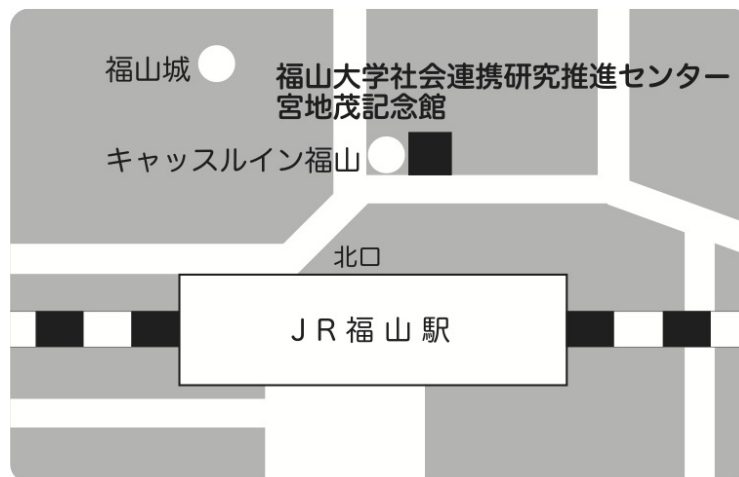 福山城
福山大学社会連携研究推進センター
宮地茂記念館
キャッスルイン福山
北口
JR福山駅